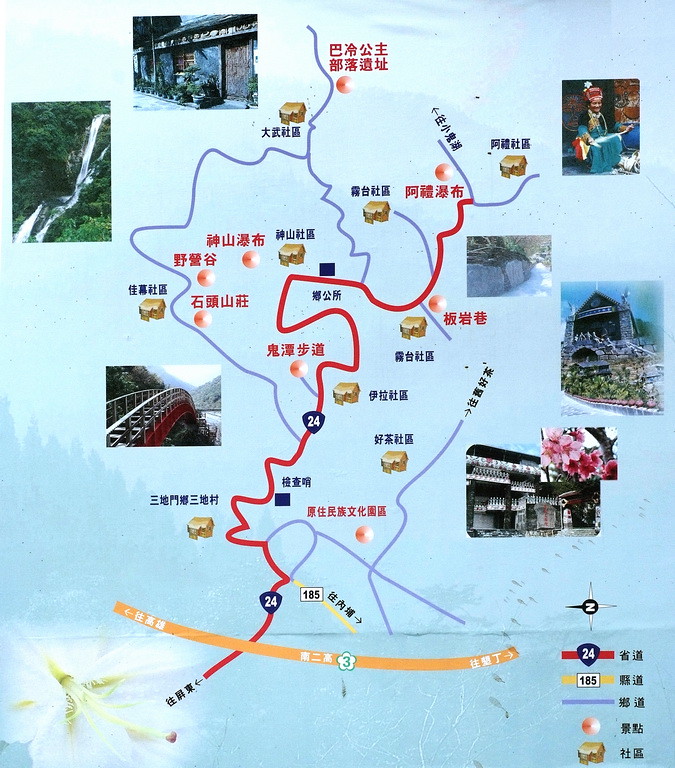 巴冷公主
部落遺址
大武社區
←往小鬼湖
阿禮社區
霧台社區
阿禮瀑布
神山瀑布
神山社區
野營谷
佳幕社區
石頭山莊
鄉公所
板岩巷
霧台社區
鬼潭步道
伊拉社區
→往舊好茶
24
好茶社區
檢查哨
三地門鄉三地村
原住民族文化園區
24
185
往內埔→
←往高雄
南二高
3
往墾丁→
往屏東←
N
24
省道
185
縣道
鄉道
景點
社區